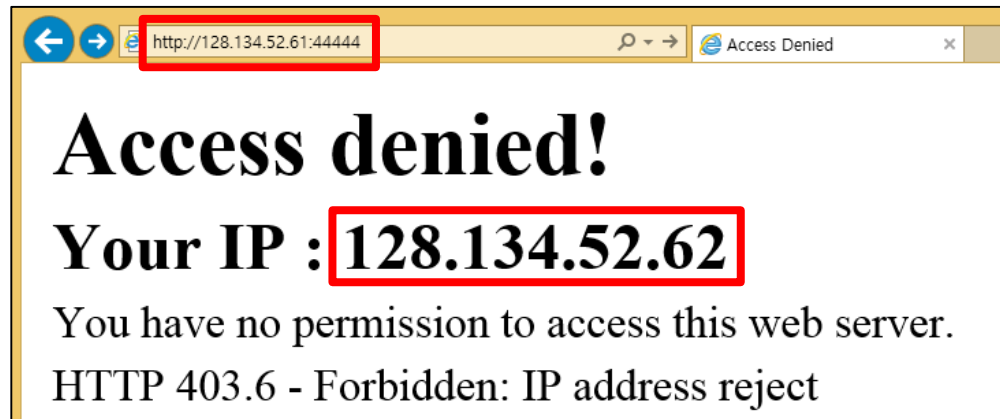 http://128.134.52.61:44444
Access Denied
Access denied!
Your IP : 128.134.52.62
You have no permission to access this web server.
HTTP 403.6 - Forbidden: IP address reject